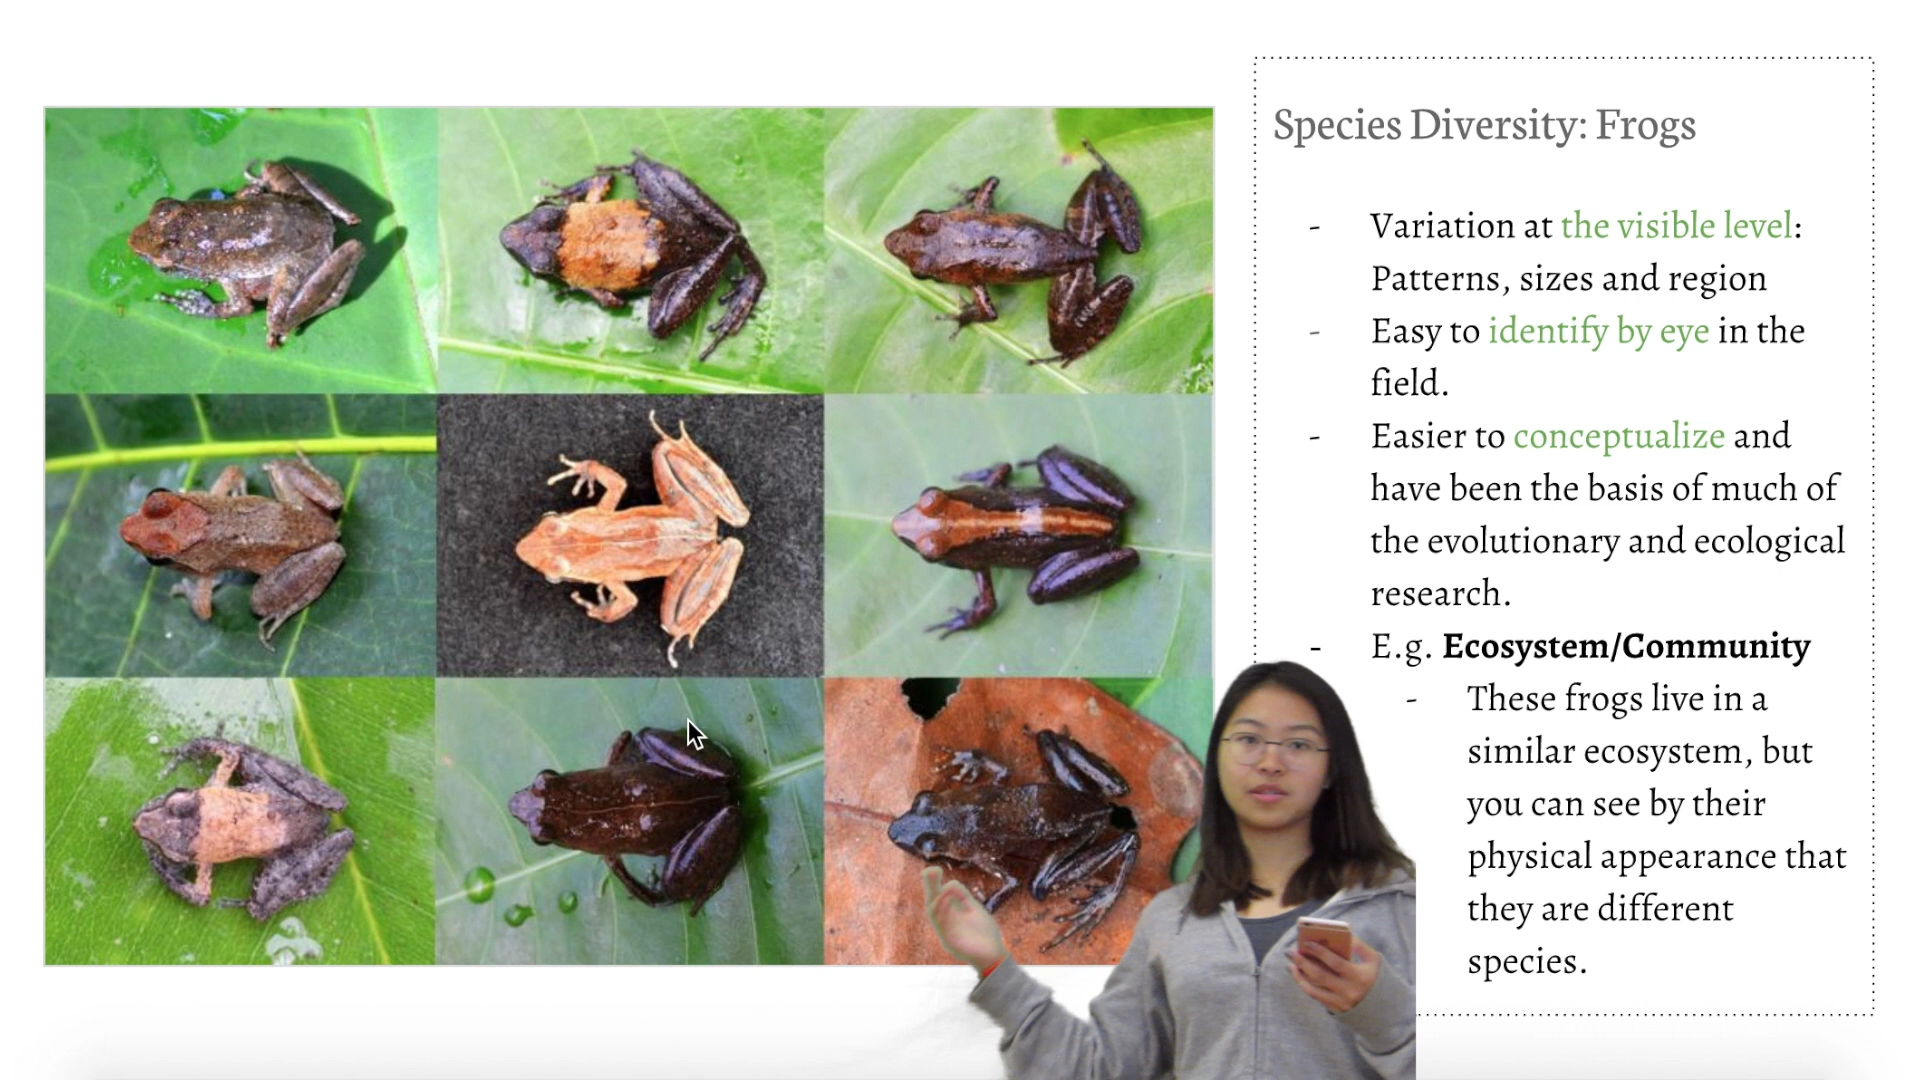 Species Diversity: Frogs
- Variation at the visible level:
Patterns, sizes and region
- Easy to identify by eye in the
field.
- Easier to conceptualize and
have been the basis of much of
the evolutionary and ecological
research.
- E.g. Ecosystem/Community
- These frogs live in a
similar ecosystem, but
you can see by their
physical appearance that
they are different
species.